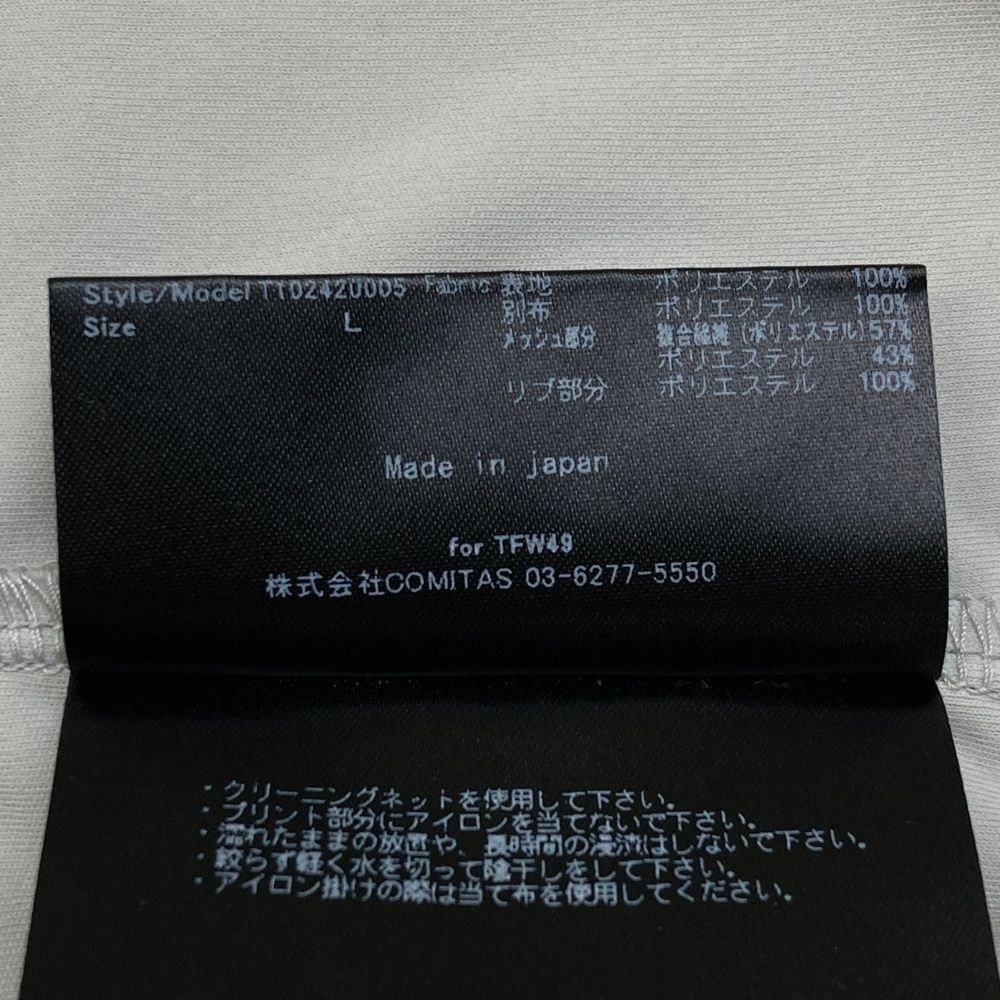 Style/Model T102420005 Fabric 表地 ポリエステル 100%
Size L 別布 ポリエステル 100%
メッシュ部分 複合繊維(ポリエステル)57%
ポリエステル 43%
リブ部分 ポリエステル 100%
Made in japan
for TFW49
株式会社COMITAS 03-6277-5550
・クリーニングネットを使用して下さい。
・プリント部分にアイロンを当てないで下さい。
・濡れたままの放置や、長時間の浸漬はしないで下さい。
・絞らず軽く水を切って陰干しをして下さい。
・アイロン掛けの際は当て布を使用してください。